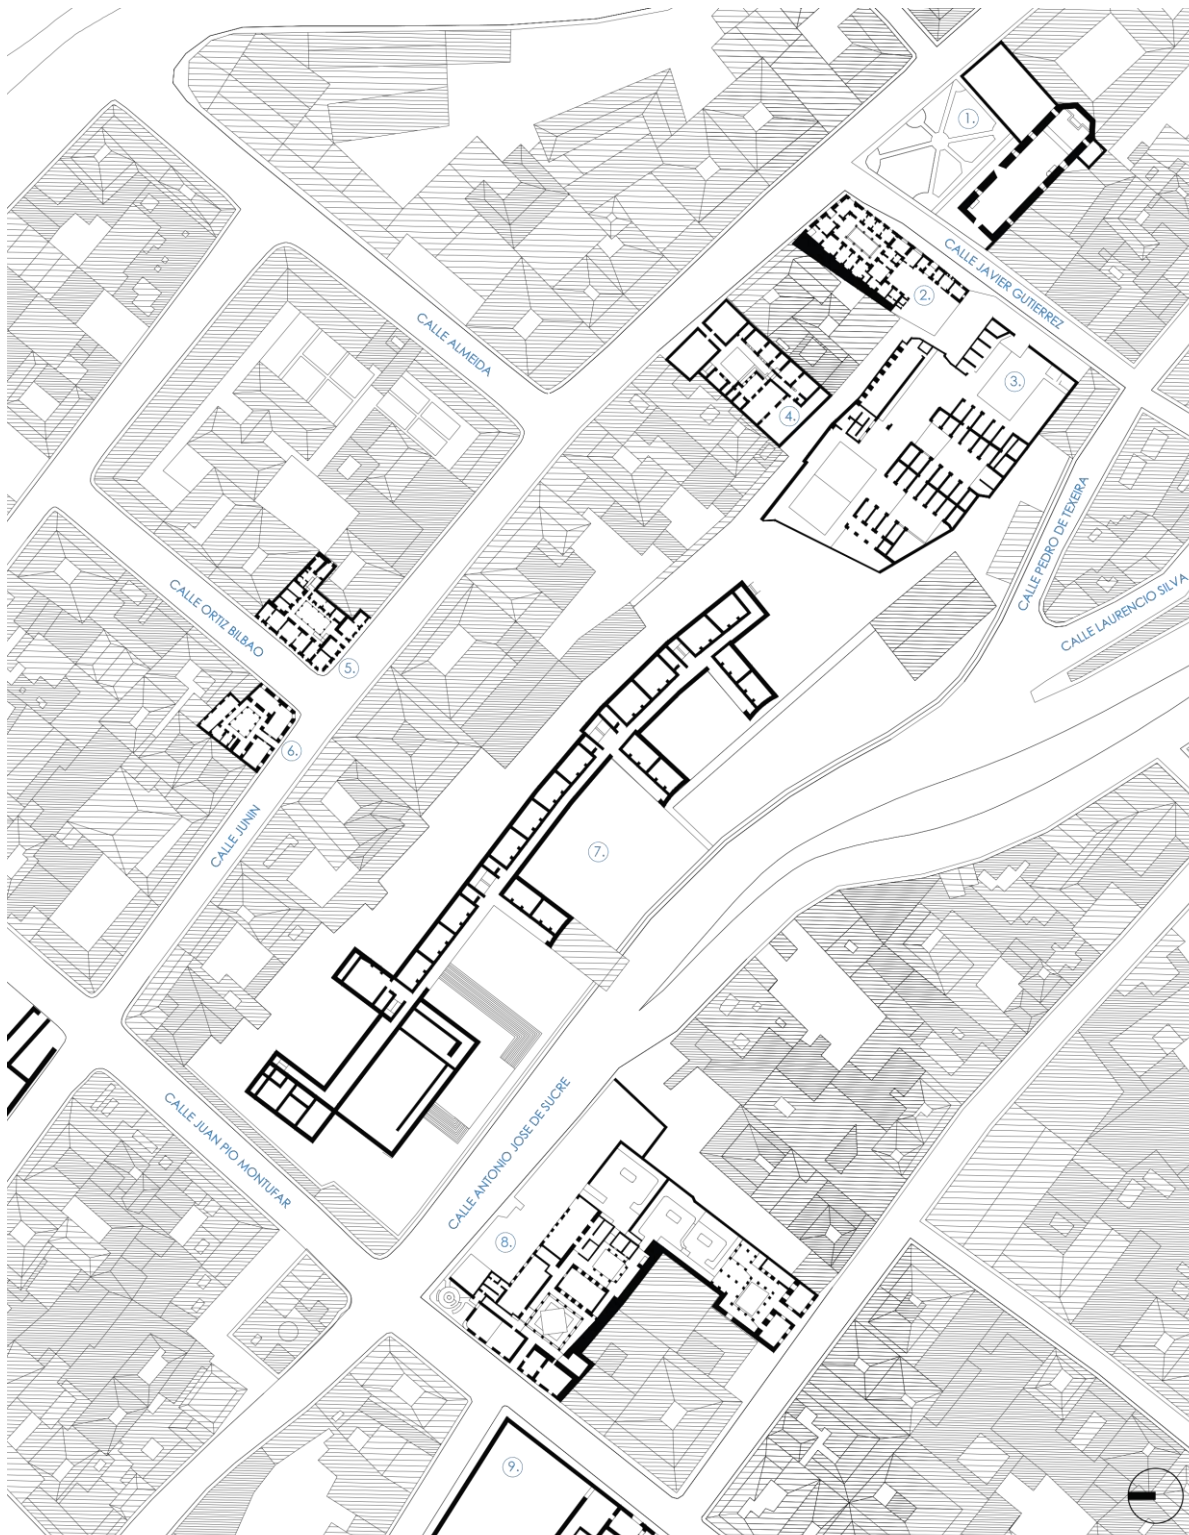 1.
CALLE JAVIER GUTIERREZ
2.
CALLE ALMEIDA
3.
4.
CALLE PEDRO DE TEXEIRA
CALLE LAURENCIO SILVA
CALLE ORTIZ BILBAO
5.
6.
CALLE JUNIN
7.
CALLE JUAN PIO MONTUFAR
CALLE ANTONIO JOSE DE SUCRE
8.
9.